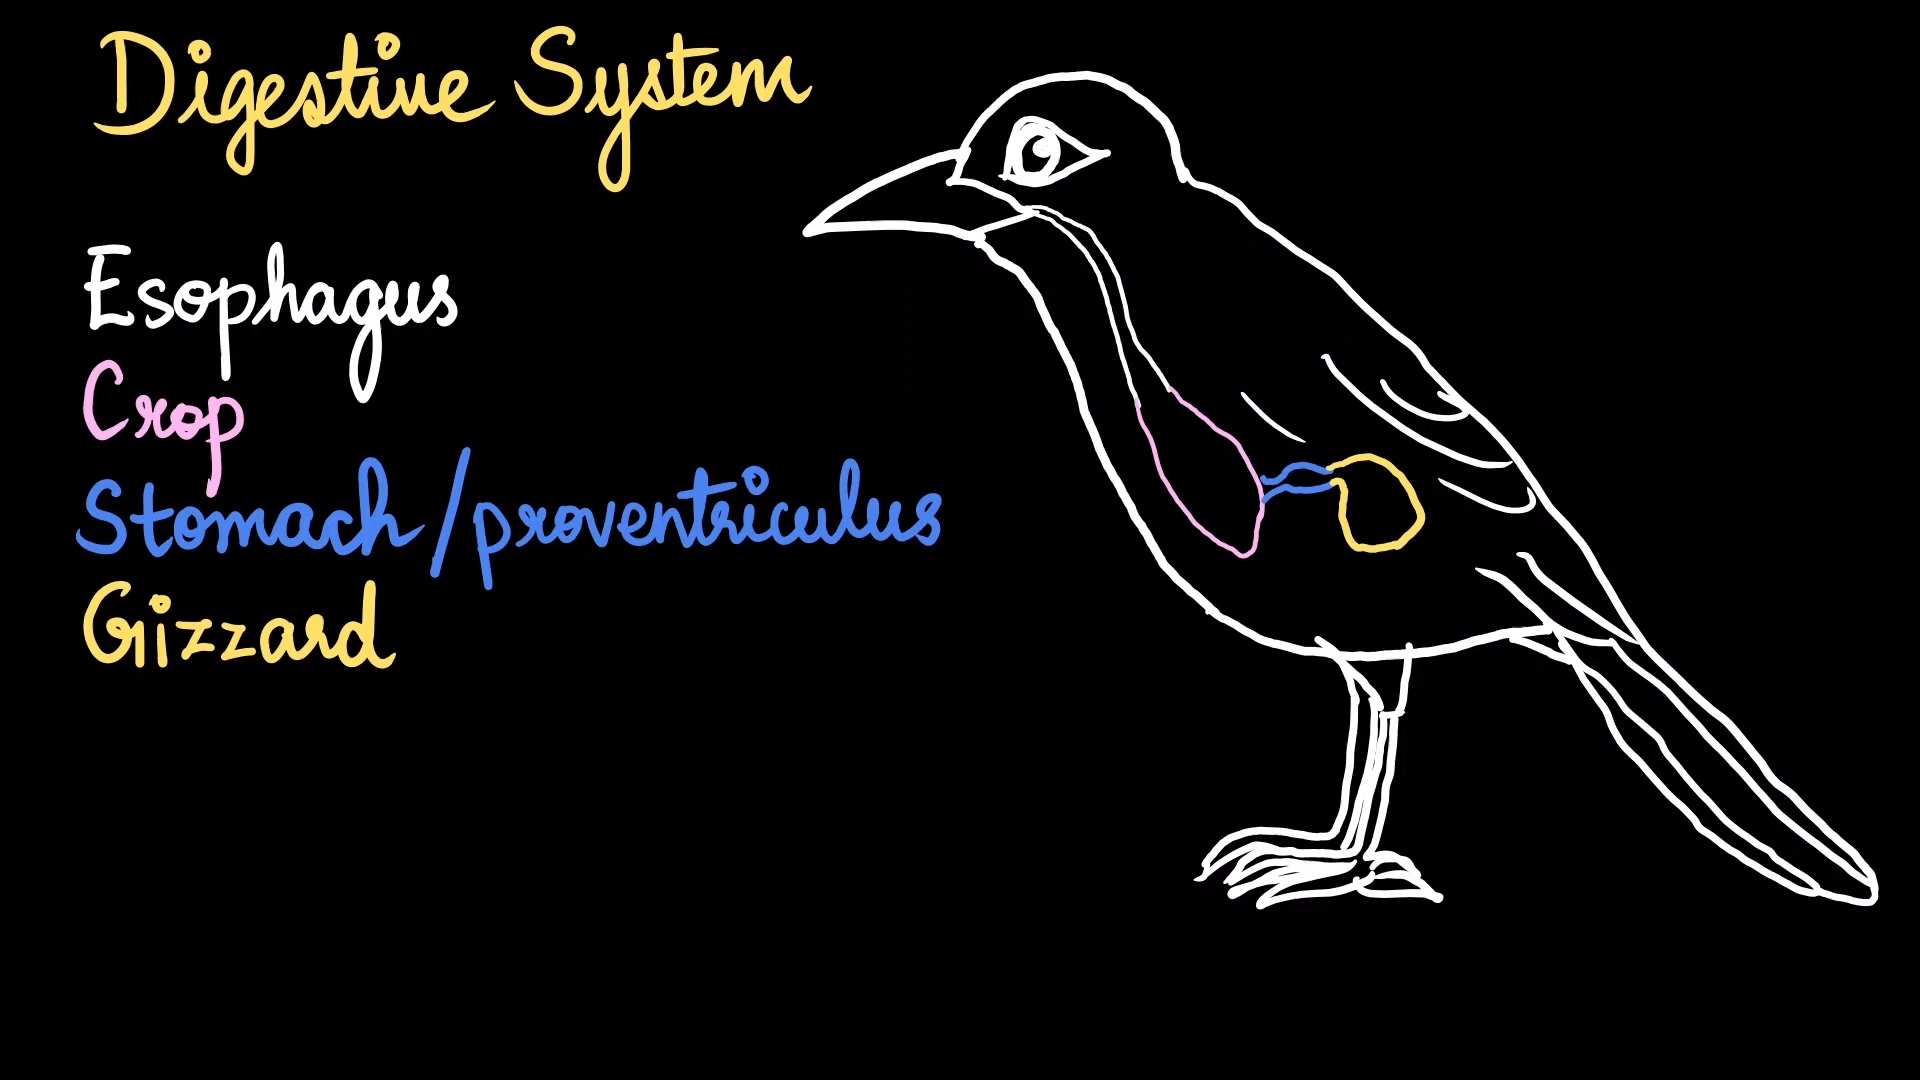 Digestive System
Esophagus
Crop
Stomach/proventriculus
Gizzard